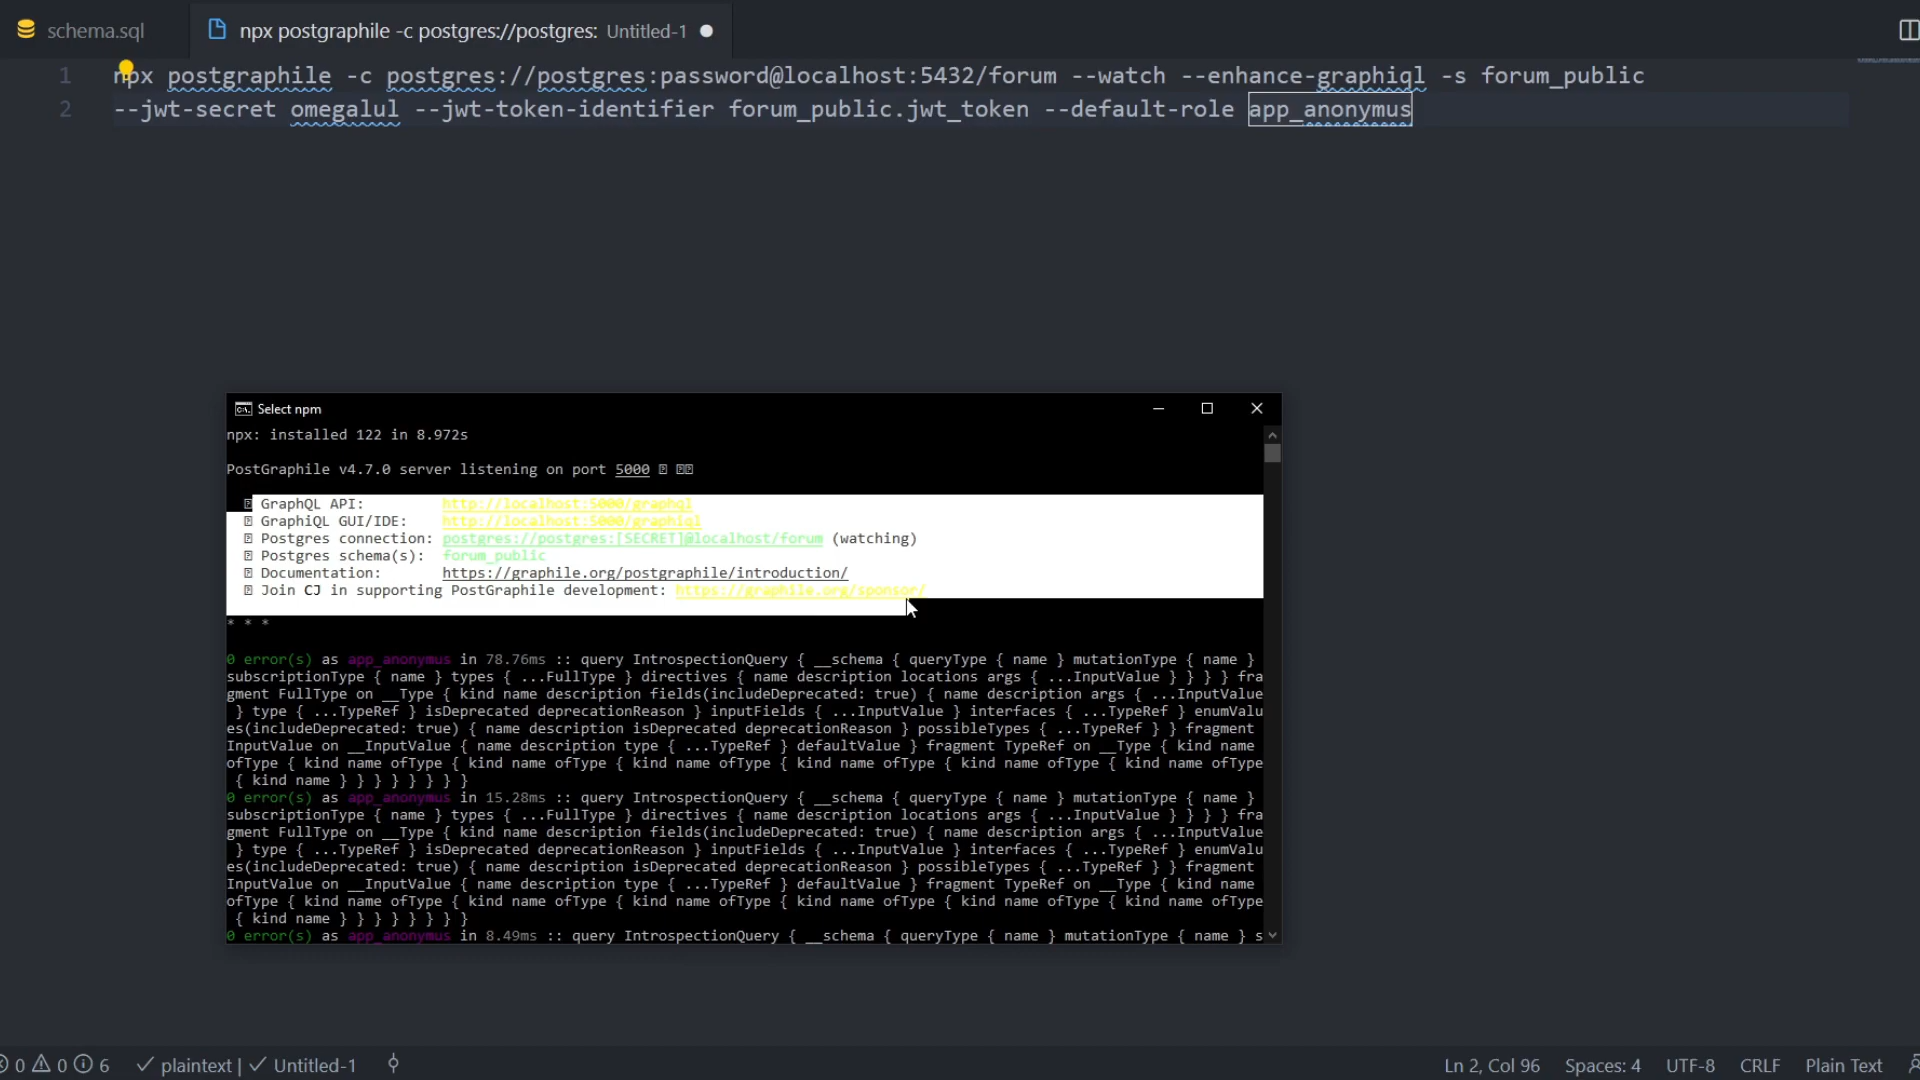 schema.sql
npx postgraphile -c postgres://postgres: Untitled-1
1 npx postgraphile -c postgres://postgres:password@localhost:5432/forum --watch --enhance-graphiql -s forum_public
2 --jwt-secret omegalul --jwt-token-identifier forum_public.jwt_token --default-role app_anonymus
Select npm
npx: installed 122 in 8.972s
PostGraphile v4.7.0 server listening on port 5000
GraphQL API: http://localhost:5000/graphql
GraphiQL GUI/IDE: http://localhost:5000/graphiql
Postgres connection: postgres://postgres:[SECRET]@localhost/forum (watching)
Postgres schema(s): forum_public
Documentation: https://graphile.org/postgraphile/introduction/
Join CJ in supporting PostGraphile development: https://graphile.org/sponsor/
* * *
0 error(s) as app_anonymus in 78.76ms :: query IntrospectionQuery { __schema { queryType { name } mutationType { name }
subscriptionType { name } types { ...FullType } directives { name description locations args { ...InputValue } } } } fra
gment FullType on __Type { kind name description fields(includeDeprecated: true) { name description args { ...InputValue
} type { ...TypeRef } isDeprecated deprecationReason } inputFields { ...InputValue } interfaces { ...TypeRef } enumValu
es(includeDeprecated: true) { name description isDeprecated deprecationReason } possibleTypes { ...TypeRef } } fragment
InputValue on __InputValue { name description type { ...TypeRef } defaultValue } fragment TypeRef on __Type { kind name
ofType { kind name ofType { kind name ofType { kind name ofType { kind name ofType { kind name ofType { kind name ofType
{ kind name } } } } } } } }
0 error(s) as app_anonymus in 15.28ms :: query IntrospectionQuery { __schema { queryType { name } mutationType { name }
subscriptionType { name } types { ...FullType } directives { name description locations args { ...InputValue } } } } fra
gment FullType on __Type { kind name description fields(includeDeprecated: true) { name description args { ...InputValue
} type { ...TypeRef } isDeprecated deprecationReason } inputFields { ...InputValue } interfaces { ...TypeRef } enumValu
es(includeDeprecated: true) { name description isDeprecated deprecationReason } possibleTypes { ...TypeRef } } fragment
InputValue on __InputValue { name description type { ...TypeRef } defaultValue } fragment TypeRef on __Type { kind name
ofType { kind name ofType { kind name ofType { kind name ofType { kind name ofType { kind name ofType { kind name ofType
{ kind name } } } } } } } }
0 error(s) as app_anonymus in 8.49ms :: query IntrospectionQuery { __schema { queryType { name } mutationType { name } s
0 0 6 plaintext | Untitled-1 Ln 2, Col 96 Spaces: 4 UTF-8 CRLF Plain Text